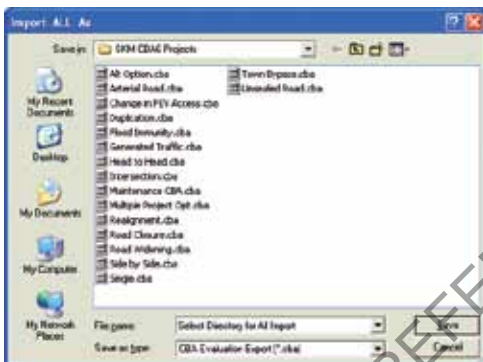 Import ALL As
Save in: SKM CBA6 Projects
Alt Option.cba
Arterial Road.cba
Change in PEV Access.cba
Duplication.cba
Flood Immunity.cba
Generated Traffic.cba
Head to Head.cba
Intersection.cba
Maintenance CBA.cba
Multiple Project Opt.cba
Realignment.cba
Road Closure.cba
Road Widening.cba
Side by Side.cba
Single.cba
Town Bypass.cba
Unsealed Road.cba
My Recent
Documents
Desktop
My Documents
My Computer
My Network
Places
File name: Select Directory for All Import
Save
Save as type: CBA Evaluation Export (*.cba)
Cancel